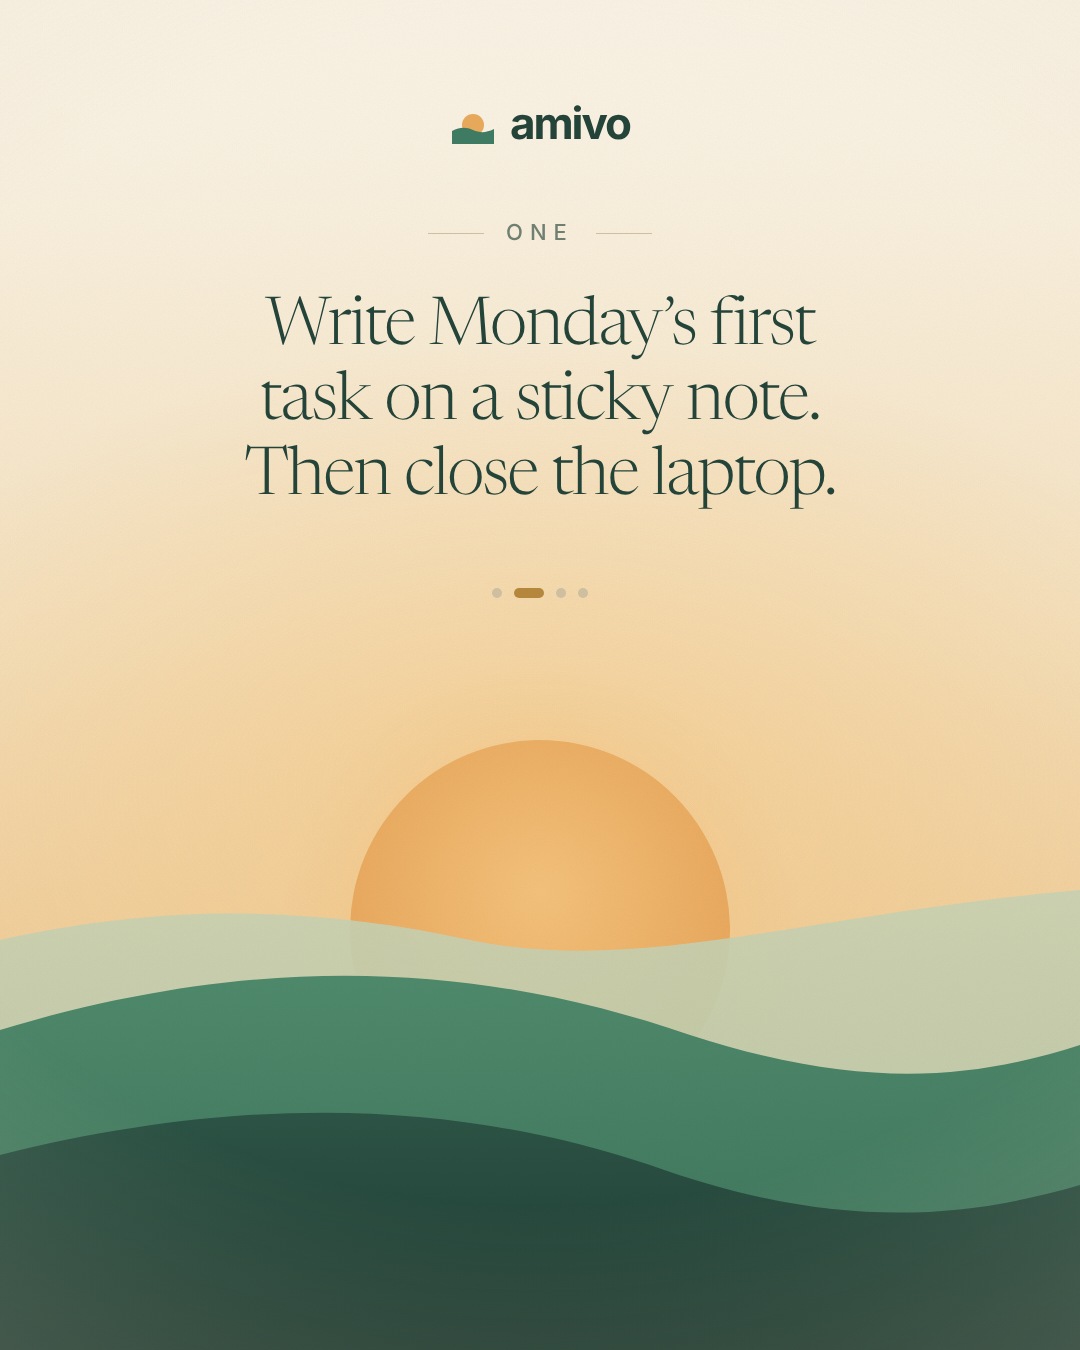 amivo
ONE
Write Monday’s first
task on a sticky note.
Then close the laptop.